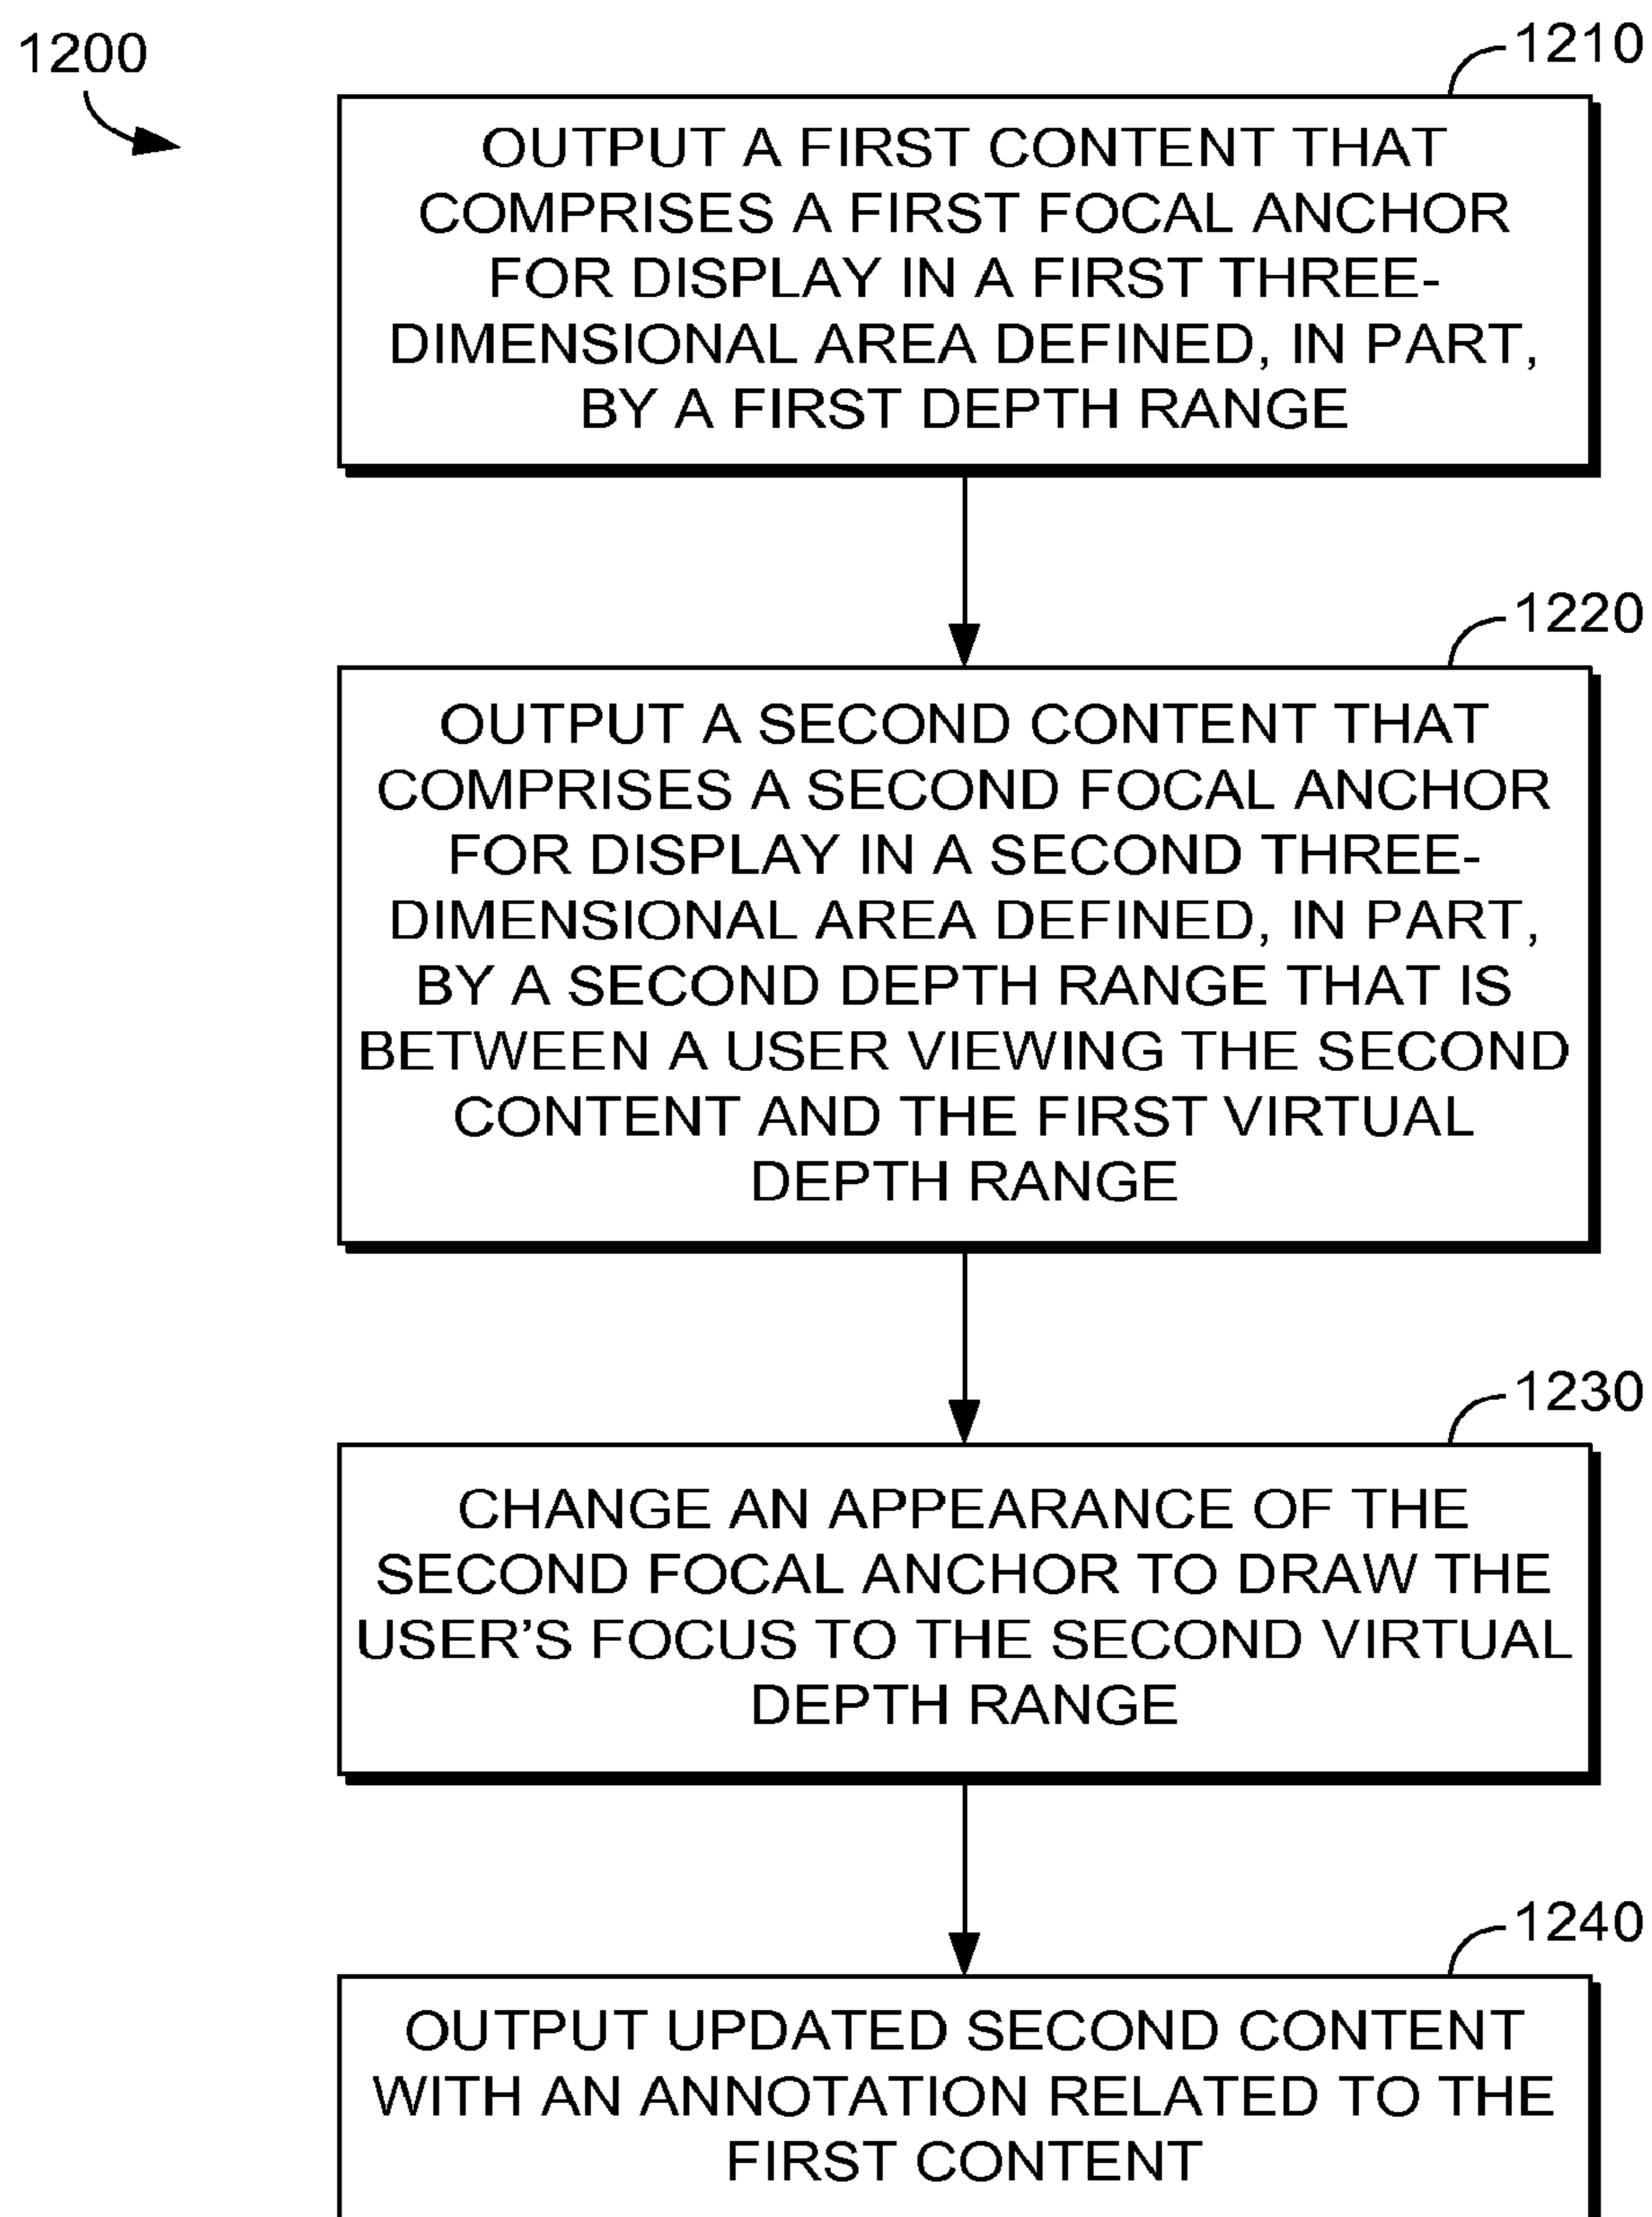 1200
1210
OUTPUT A FIRST CONTENT THAT
COMPRISES A FIRST FOCAL ANCHOR
FOR DISPLAY IN A FIRST THREE-
DIMENSIONAL AREA DEFINED, IN PART,
BY A FIRST DEPTH RANGE
1220
OUTPUT A SECOND CONTENT THAT
COMPRISES A SECOND FOCAL ANCHOR
FOR DISPLAY IN A SECOND THREE-
DIMENSIONAL AREA DEFINED, IN PART,
BY A SECOND DEPTH RANGE THAT IS
BETWEEN A USER VIEWING THE SECOND
CONTENT AND THE FIRST VIRTUAL
DEPTH RANGE
1230
CHANGE AN APPEARANCE OF THE
SECOND FOCAL ANCHOR TO DRAW THE
USER’S FOCUS TO THE SECOND VIRTUAL
DEPTH RANGE
1240
OUTPUT UPDATED SECOND CONTENT
WITH AN ANNOTATION RELATED TO THE
FIRST CONTENT